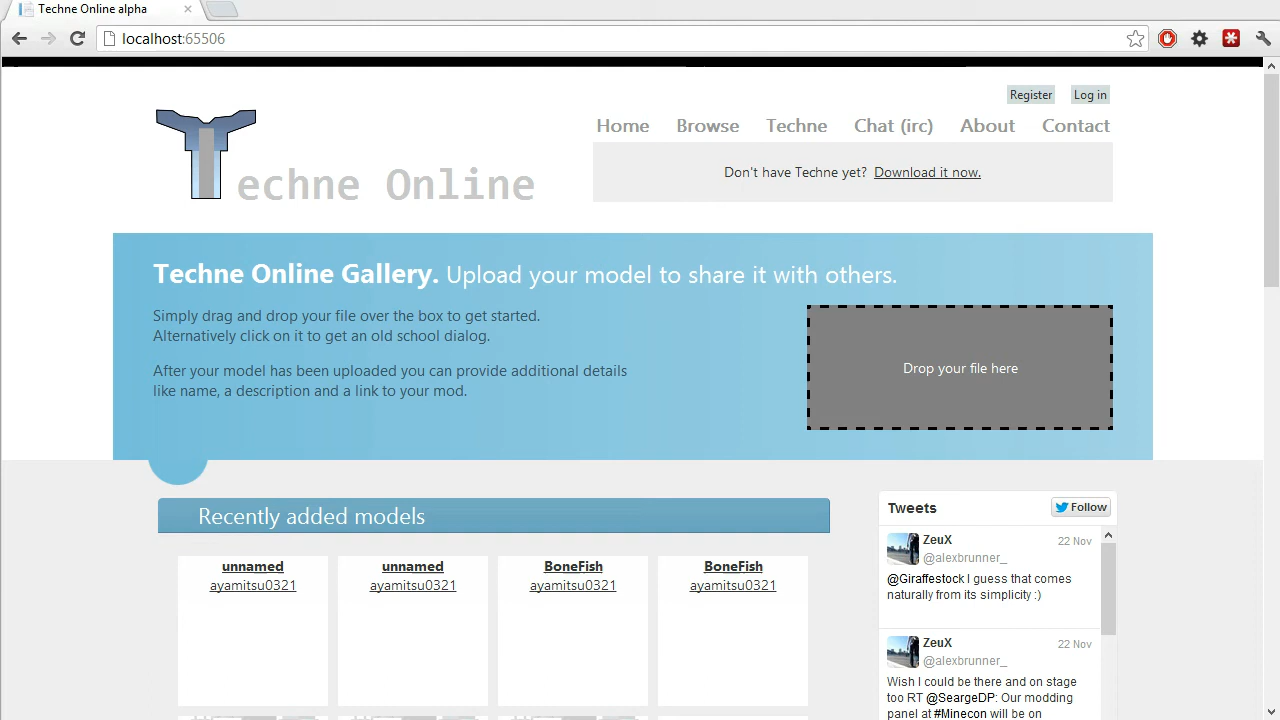 Techne Online alpha
localhost:65506
Register Log in
Home Browse Techne Chat (irc) About Contact
Techne Online
Don't have Techne yet? Download it now.
Techne Online Gallery. Upload your model to share it with others.
Simply drag and drop your file over the box to get started.
Alternatively click on it to get an old school dialog.
After your model has been uploaded you can provide additional details
like name, a description and a link to your mod.
Drop your file here
Recently added models
unnamed unnamed BoneFish BoneFish
ayamitsu0321 ayamitsu0321 ayamitsu0321 ayamitsu0321
Tweets Follow
ZeuX 22 Nov
@alexbrunner_
@Giraffestock I guess that comes
naturally from its simplicity :)
ZeuX 22 Nov
@alexbrunner_
Wish I could be there and on stage
too RT @SeargeDP: Our modding
panel at #Minecon will be on